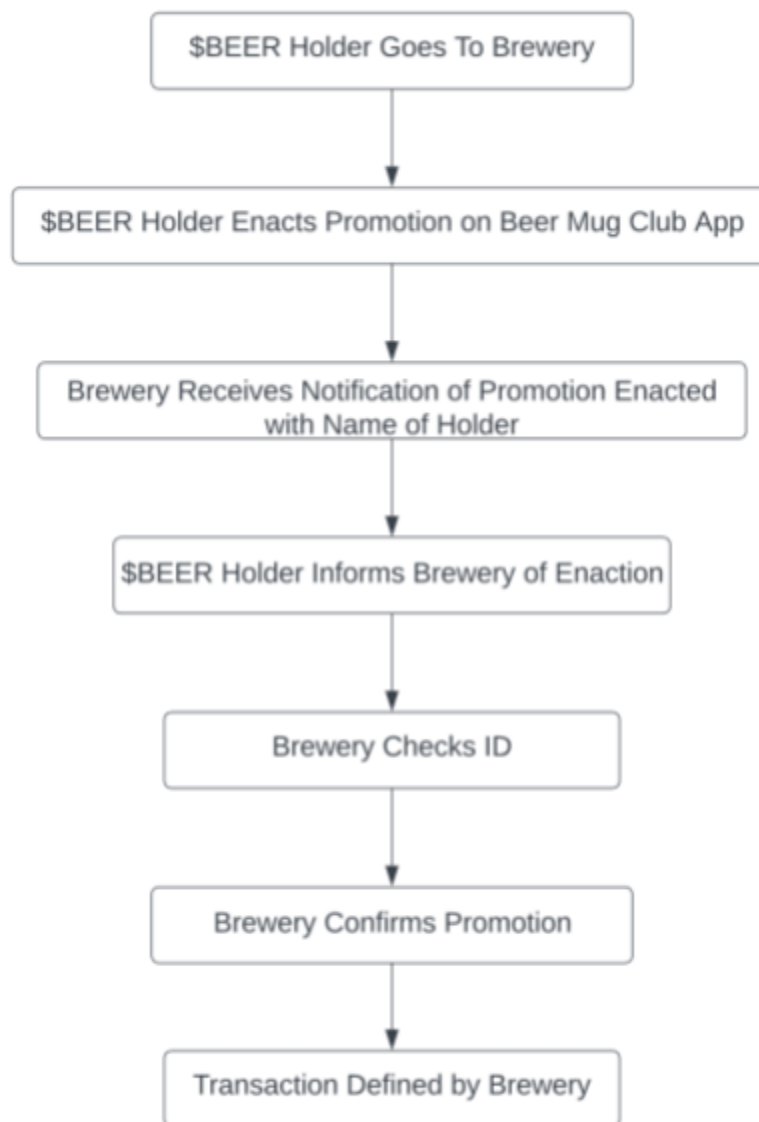 $BEER Holder Goes To Brewery
$BEER Holder Enacts Promotion on Beer Mug Club App
Brewery Receives Notification of Promotion Enacted
with Name of Holder
$BEER Holder Informs Brewery of Enaction
Brewery Checks ID
Brewery Confirms Promotion
Transaction Defined by Brewery